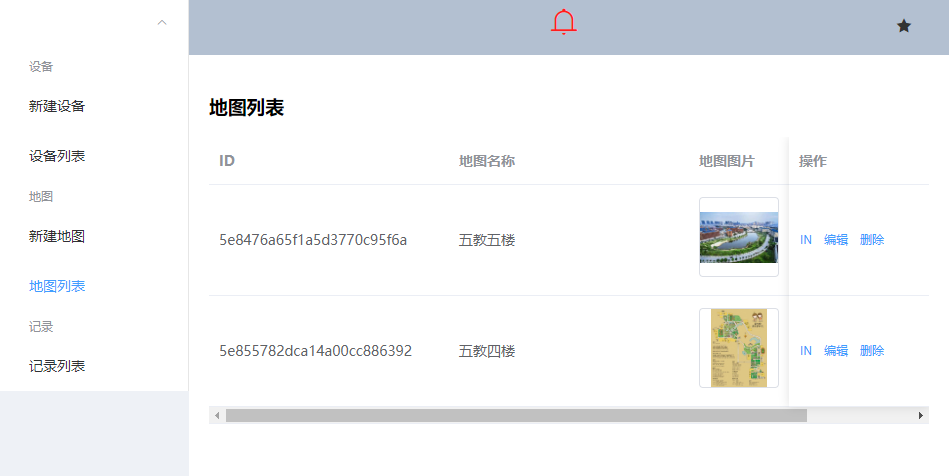 设备
新建设备
设备列表
地图
新建地图
地图列表
记录
记录列表
地图列表
ID 地图名称 地图图片 操作
5e8476a65f1a5d3770c95f6a 五教五楼 IN 编辑 删除
5e855782dca14a00cc886392 五教四楼 IN 编辑 删除